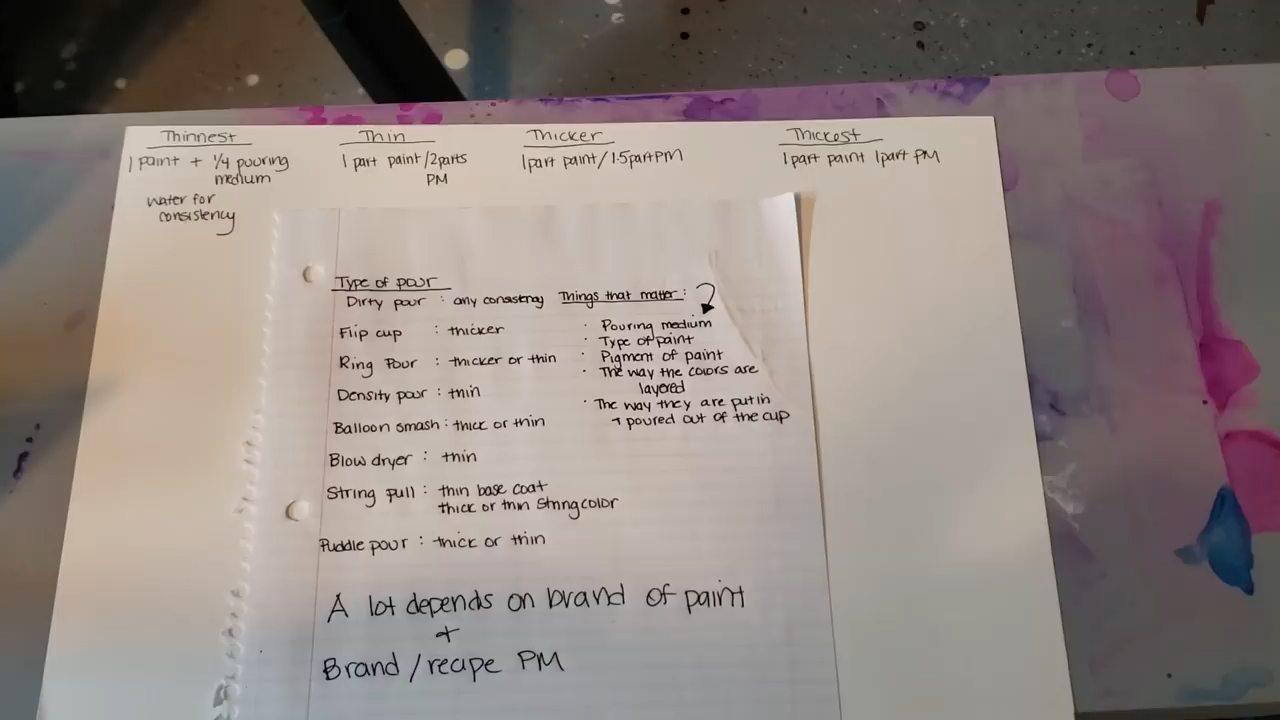 Thinnest
1 paint + 1/4 pouring
medium
water for
consistency
Thin
1 part paint/2parts
PM
Thicker
1part paint/1.5partPM
Thickest
1part paint 1part PM
Type of pour
Dirty pour : any consistency
Flip cup : thicker
Ring Pour : thicker or thin
Density pour : thin
Balloon smash : thick or thin
Blow dryer : thin
String pull : thin base coat
thick or thin String color
Puddle pour : thick or thin
Things that matter :
· Pouring medium
· Type of paint
· Pigment of paint
· The way the colors are
layered
· The way they are put in
+ poured out of the cup
A lot depends on brand of paint
+
Brand/recipe PM